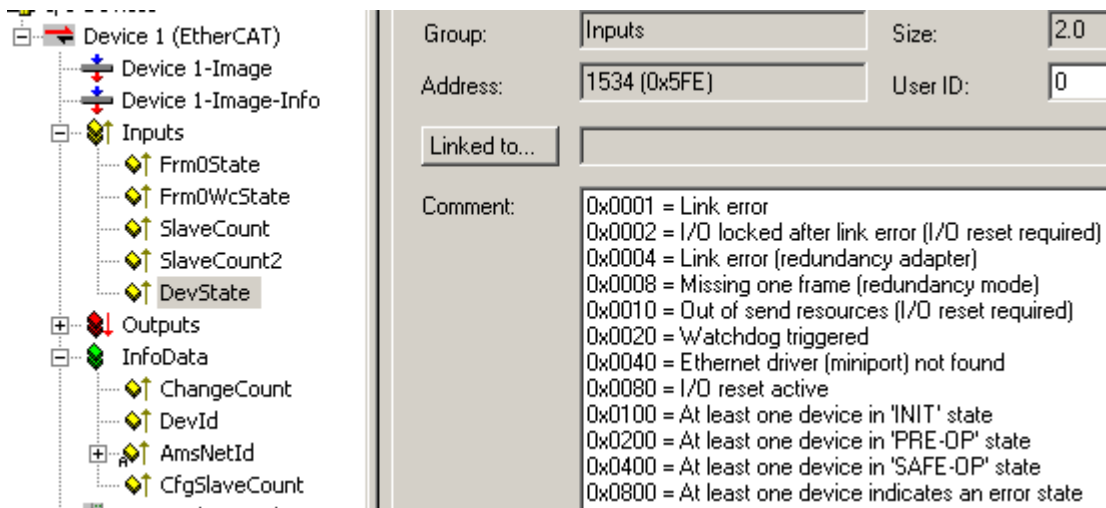 Device 1 (EtherCAT)
Device 1-Image
Device 1-Image-Info
Inputs
Frm0State
Frm0WcState
SlaveCount
SlaveCount2
DevState
Outputs
InfoData
ChangeCount
DevId
AmsNetId
CfgSlaveCount
Group: Inputs Size: 2.0
Address: 1534 (0x5FE) User ID: 0
Linked to...
Comment: 0x0001 = Link error
0x0002 = I/O locked after link error (I/O reset required)
0x0004 = Link error (redundancy adapter)
0x0008 = Missing one frame (redundancy mode)
0x0010 = Out of send resources (I/O reset required)
0x0020 = Watchdog triggered
0x0040 = Ethernet driver (miniport) not found
0x0080 = I/O reset active
0x0100 = At least one device in 'INIT' state
0x0200 = At least one device in 'PRE-OP' state
0x0400 = At least one device in 'SAFE-OP' state
0x0800 = At least one device indicates an error state